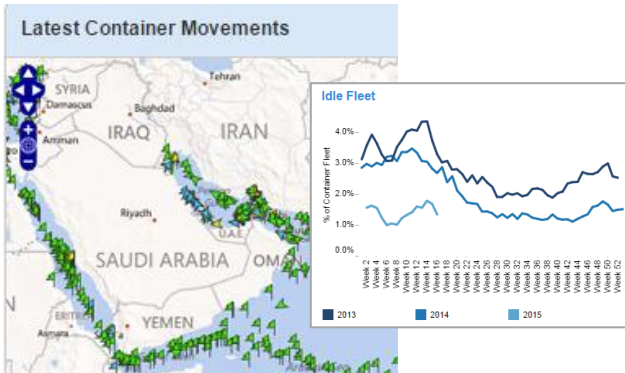 Latest Container Movements
Tehran
SYRIA
Damascus
Baghdad
Amman
IRAQ
IRAN
Riyadh
U.A.E.
SAUDI ARABIA
OMAN
ERITRE
YEMEN
Asmara
Idle Fleet
% of Container Fleet
4.0%
3.0%
2.0%
1.0%
0.0%
Week 2
Week 4
Week 6
Week 8
Week 10
Week 12
Week 14
Week 16
Week 18
Week 20
Week 22
Week 24
Week 26
Week 28
Week 30
Week 32
Week 34
Week 36
Week 38
Week 40
Week 42
Week 44
Week 46
Week 48
Week 50
Week 52
2013
2014
2015